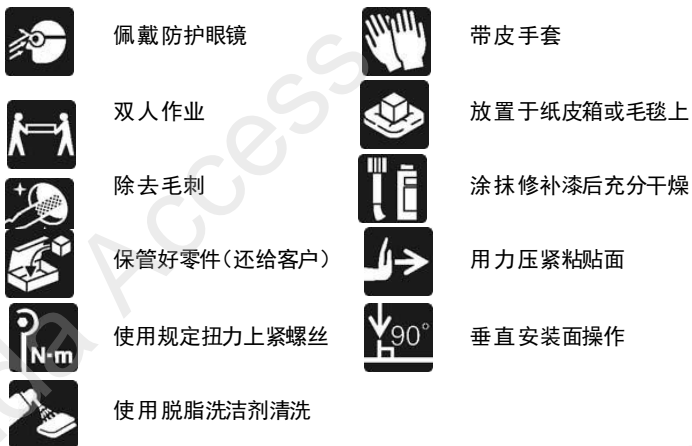 佩戴防护眼镜
带皮手套
双人作业
放置于纸皮箱或毛毯上
除去毛刺
涂抹修补漆后充分干燥
保管好零件(还给客户)
用力压紧粘贴面
使用规定扭力上紧螺丝
N-m
垂直安装面操作
90°
使用脱脂洗洁剂清洗
da Access